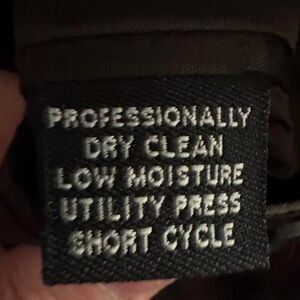 PROFESSIONALLY
DRY CLEAN
LOW MOISTURE
UTILITY PRESS
SHORT CYCLE